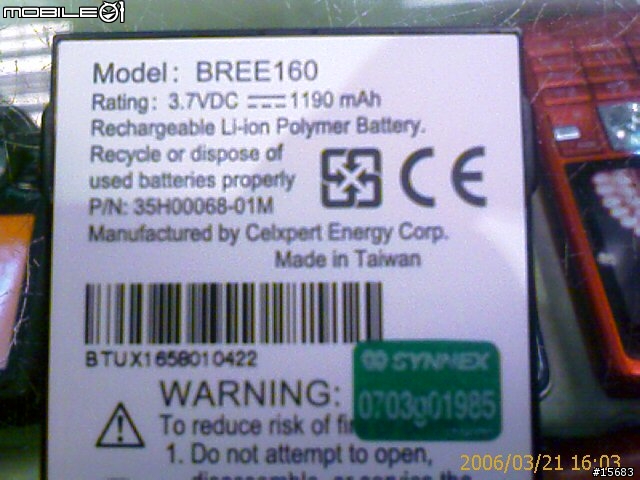 MOBILE01
Model: BREE160
Rating: 3.7VDC 1190 mAh
Rechargeable Li-ion Polymer Battery.
Recycle or dispose of
used batteries properly
P/N: 35H00068-01M
CE
Manufactured by Celxpert Energy Corp.
Made in Taiwan
BTUX1658010422
SYNNEX
0703g01985
WARNING:
To reduce risk of
1. Do not attempt to open,
2006/03/21 16:03
#15683